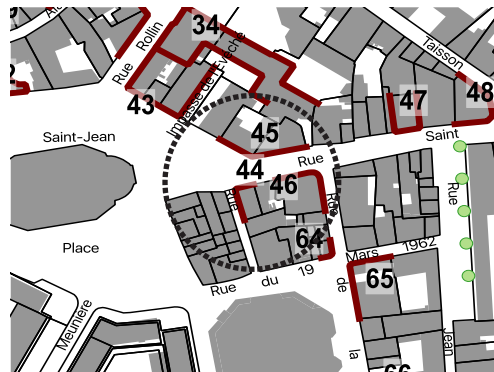 34
Rollin
Rue
Impasse de l'Evêché
Taisson
43
47
48
45
Saint-Jean
Saint
Rue
44
46
Rue
Rue
Rue
64
Place
Mars 1962
Rue du 19
65
de
la
Meunière
Jean
66